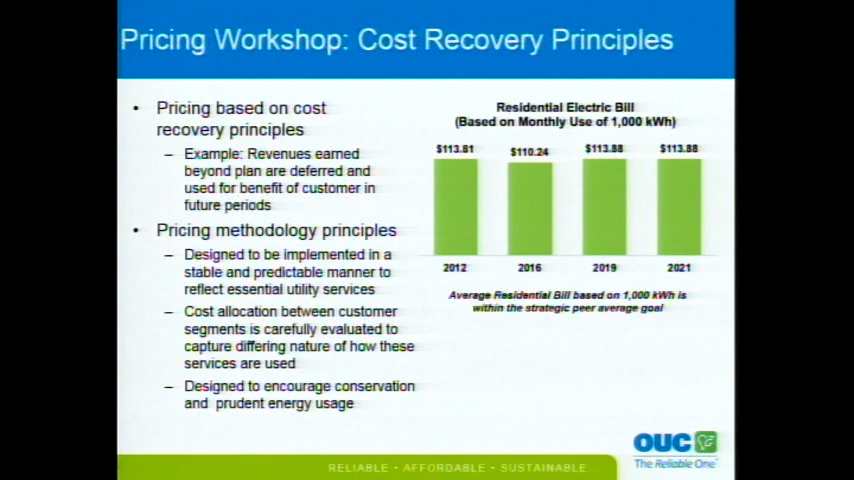 Pricing Workshop: Cost Recovery Principles
• Pricing based on cost
recovery principles
– Example: Revenues earned
beyond plan are deferred and
used for benefit of customer in
future periods
• Pricing methodology principles
– Designed to be implemented in a
stable and predictable manner to
reflect essential utility services
– Cost allocation between customer
segments is carefully evaluated to
capture differing nature of how these
services are used
– Designed to encourage conservation
and prudent energy usage
Residential Electric Bill
(Based on Monthly Use of 1,000 kWh)
$113.81 $110.24 $113.88 $113.88
2012 2016 2019 2021
Average Residential Bill based on 1,000 kWh is
within the strategic peer average goal
OUC
The Reliable One
RELIABLE • AFFORDABLE • SUSTAINABLE